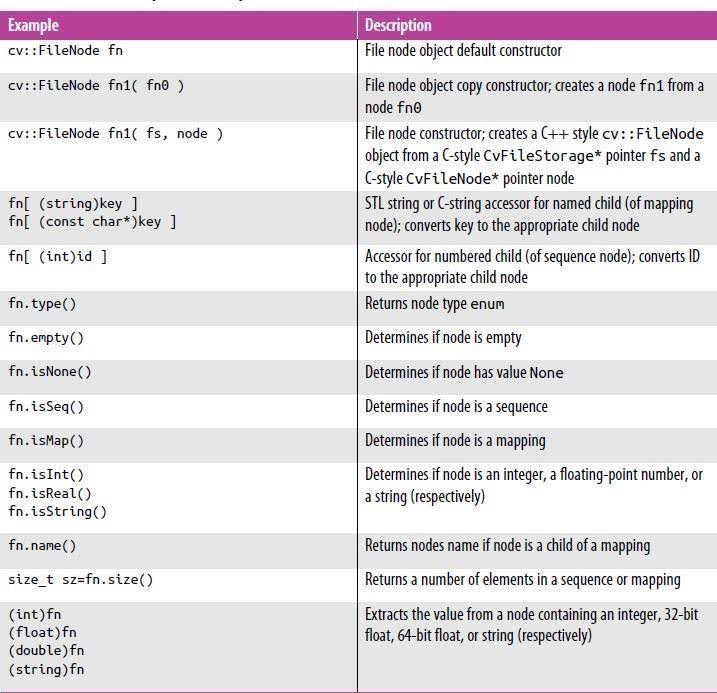 Example Description
cv::FileNode fn File node object default constructor
cv::FileNode fn1( fn0 ) File node object copy constructor; creates a node fn1 from a
node fn0
cv::FileNode fn1( fs, node ) File node constructor; creates a C++ style cv::FileNode
object from a C-style CvFileStorage* pointer fs and a
C-style CvFileNode* pointer node
fn[ (string)key ] STL string or C-string accessor for named child (of mapping
fn[ (const char*)key ] node); converts key to the appropriate child node
fn[ (int)id ] Accessor for numbered child (of sequence node); converts ID
to the appropriate child node
fn.type() Returns node type enum
fn.empty() Determines if node is empty
fn.isNone() Determines if node has value None
fn.isSeq() Determines if node is a sequence
fn.isMap() Determines if node is a mapping
fn.isInt() Determines if node is an integer, a floating-point number, or
fn.isReal() a string (respectively)
fn.isString()
fn.name() Returns nodes name if node is a child of a mapping
size_t sz=fn.size() Returns a number of elements in a sequence or mapping
(int)fn Extracts the value from a node containing an integer, 32-bit
(float)fn float, 64-bit float, or string (respectively)
(double)fn
(string)fn